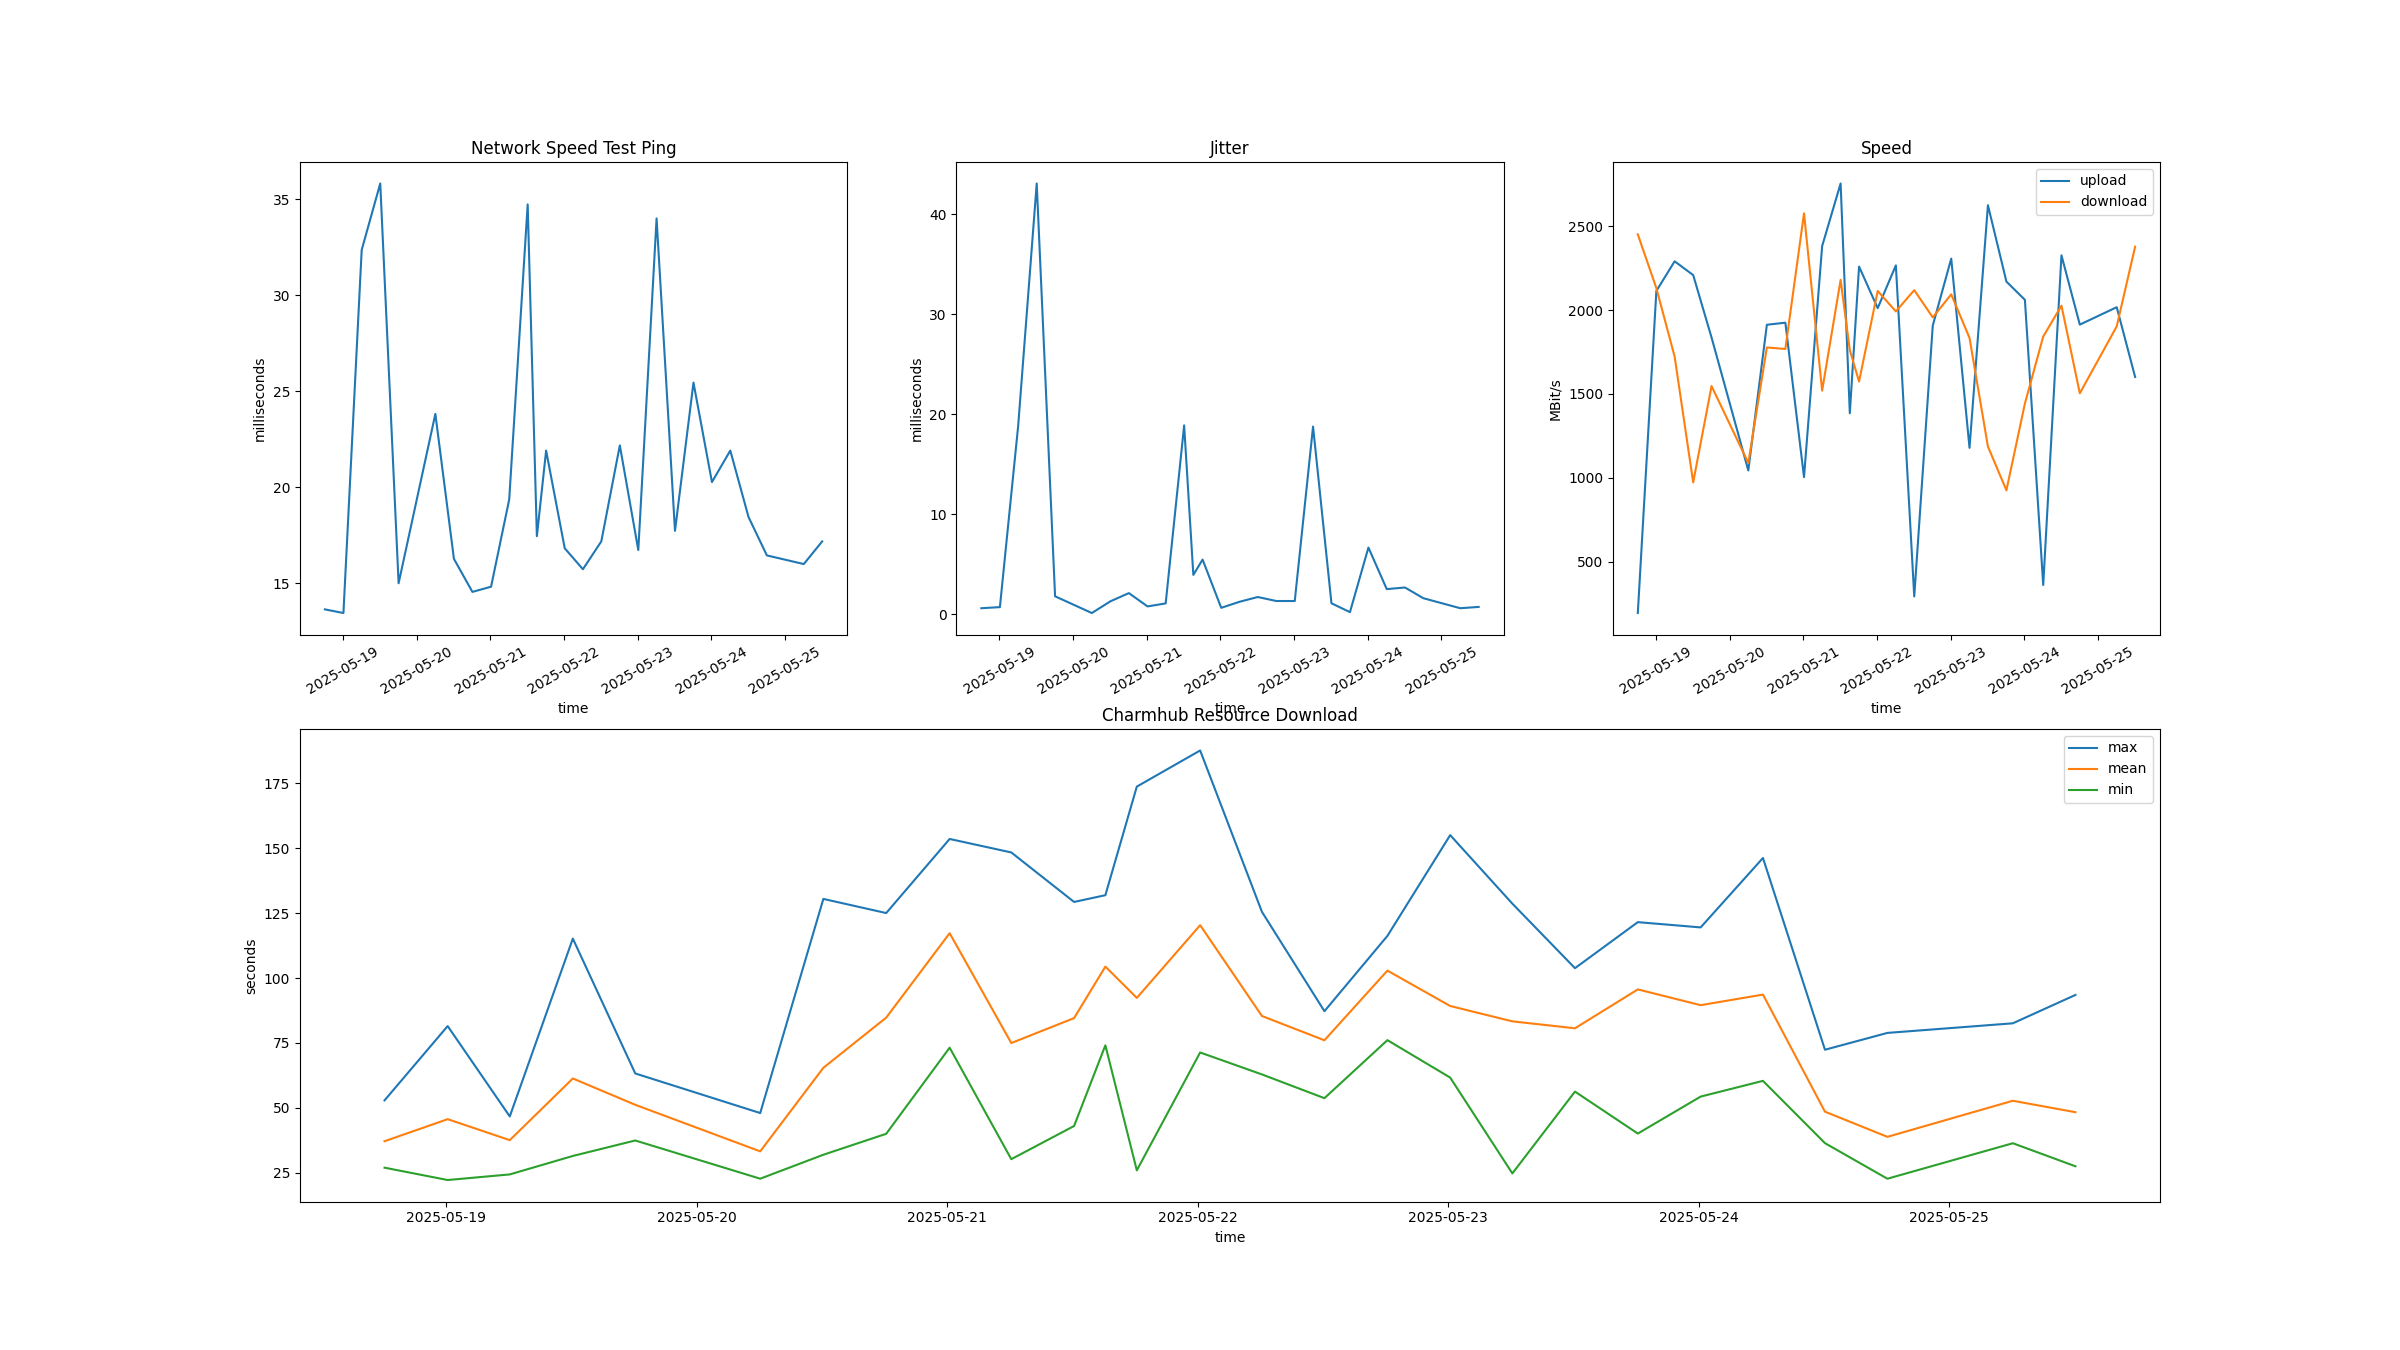 Network Speed Test Ping
35
30
25
20
15
milliseconds
2025-05-19
2025-05-20
2025-05-21
2025-05-22
2025-05-23
2025-05-24
2025-05-25
time
Jitter
40
30
20
10
0
milliseconds
2025-05-19
2025-05-20
2025-05-21
2025-05-22
2025-05-23
2025-05-24
2025-05-25
time
Speed
upload
download
2500
2000
1500
1000
500
MBit/s
2025-05-19
2025-05-20
2025-05-21
2025-05-22
2025-05-23
2025-05-24
2025-05-25
time
Charmhub Resource Download
max
mean
min
175
150
125
100
75
50
25
seconds
2025-05-19
2025-05-20
2025-05-21
2025-05-22
2025-05-23
2025-05-24
2025-05-25
time